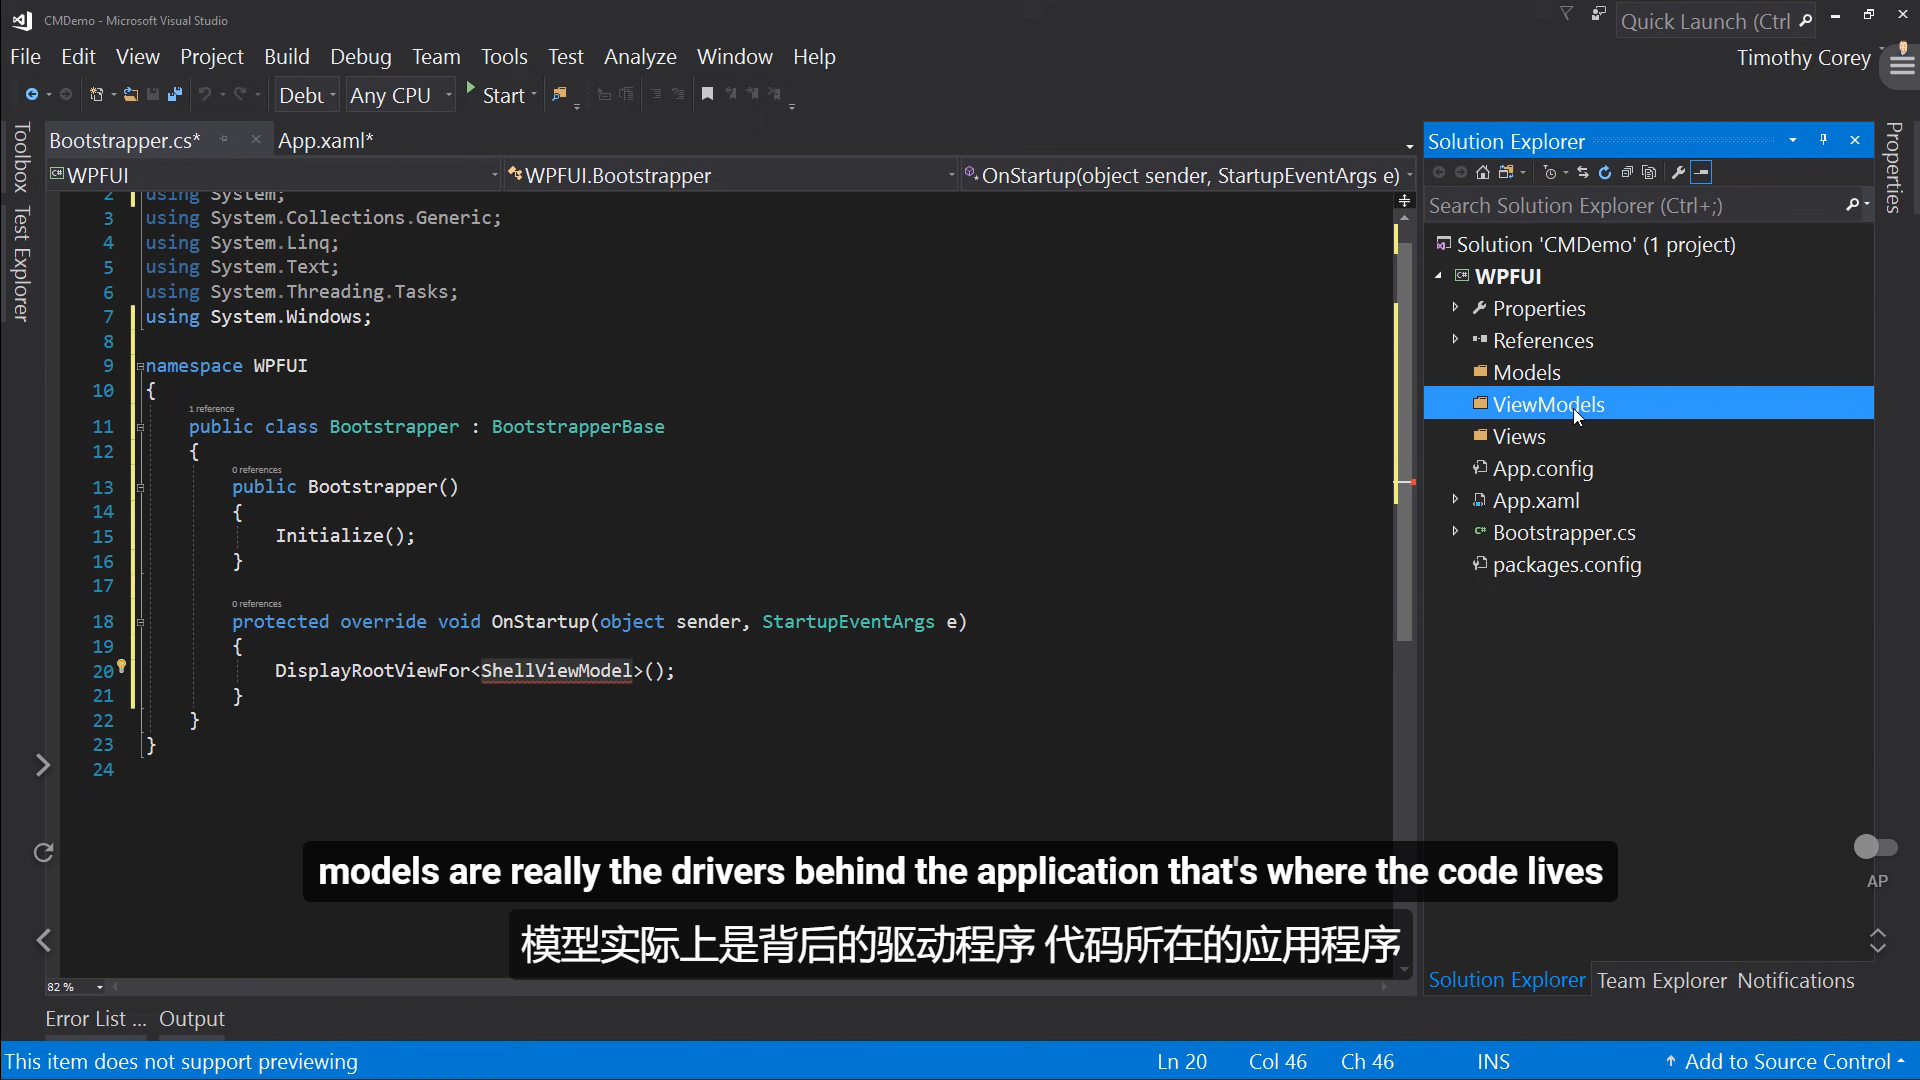 CMDemo - Microsoft Visual Studio
Quick Launch (Ctrl
File Edit View Project Build Debug Team Tools Test Analyze Window Help
Timothy Corey
Debu Any CPU Start
Toolbox
Test Explorer
Bootstrapper.cs* App.xaml*
WPFUI WPFUI.Bootstrapper OnStartup(object sender, StartupEventArgs e)
2 using System;
3 using System.Collections.Generic;
4 using System.Linq;
5 using System.Text;
6 using System.Threading.Tasks;
7 using System.Windows;
8
9 namespace WPFUI
10 {
1 reference
11 public class Bootstrapper : BootstrapperBase
12 {
0 references
13 public Bootstrapper()
14 {
15 Initialize();
16 }
17
0 references
18 protected override void OnStartup(object sender, StartupEventArgs e)
19 {
20 DisplayRootViewFor<ShellViewModel>();
21 }
22 }
23 }
24
Solution Explorer
Search Solution Explorer (Ctrl+;)
Solution 'CMDemo' (1 project)
C# WPFUI
Properties
References
Models
ViewModels
Views
App.config
App.xaml
C# Bootstrapper.cs
packages.config
Properties
models are really the drivers behind the application that's where the code lives
模型实际上是背后的驱动程序 代码所在的应用程序
AP
82 %
Solution Explorer Team Explorer Notifications
Error List ... Output
This item does not support previewing
Ln 20 Col 46 Ch 46 INS Add to Source Control